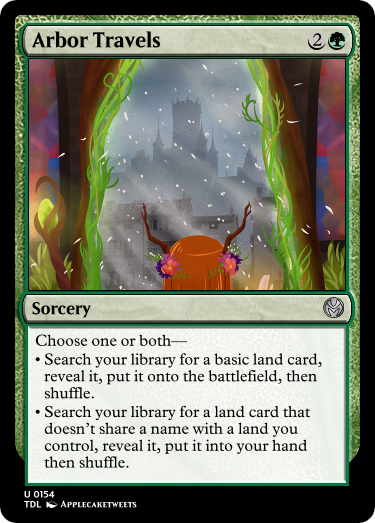 Arbor Travels 2
Sorcery
Choose one or both—
• Search your library for a basic land card,
reveal it, put it onto the battlefield, then
shuffle.
• Search your library for a land card that
doesn't share a name with a land you
control, reveal it, put it into your hand
then shuffle.
U 0154
TDL Applecaketweets